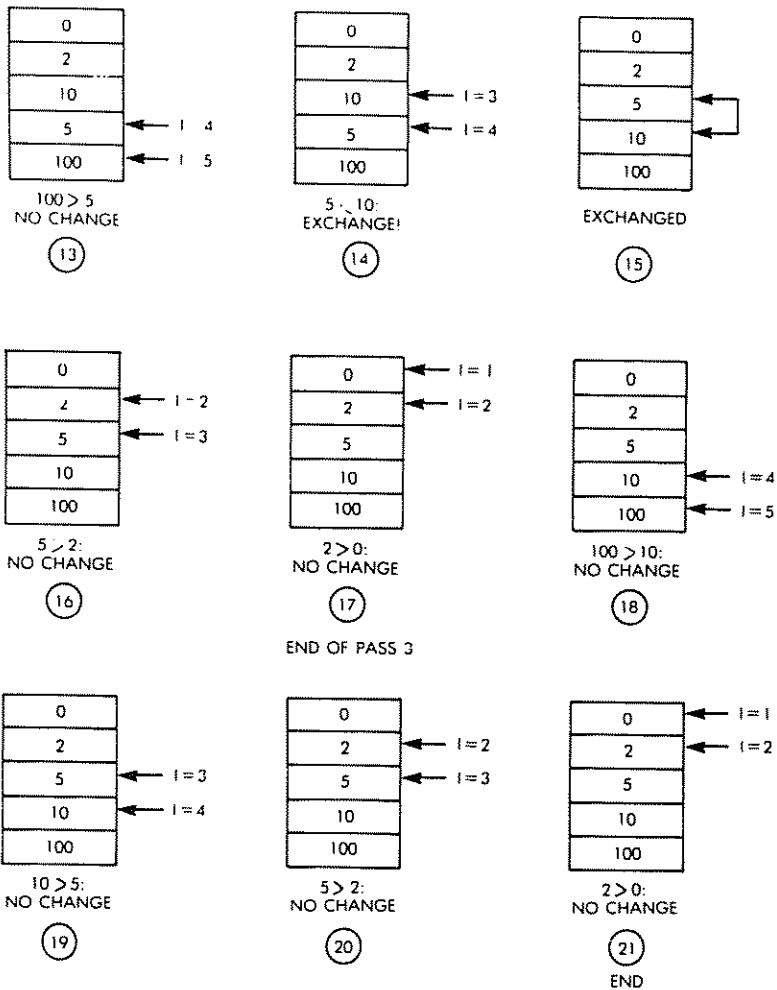 0
2
10
5
100
I 4
I 5
100 > 5
NO CHANGE
13
0
2
10
5
100
I = 3
I = 4
5 10:
EXCHANGE!
14
0
2
5
10
100
EXCHANGED
15
0
2
5
10
100
I - 2
I = 3
5 > 2:
NO CHANGE
16
0
2
5
10
100
I = 1
I = 2
2 > 0:
NO CHANGE
17
END OF PASS 3
0
2
5
10
100
I = 4
I = 5
100 > 10:
NO CHANGE
18
0
2
5
10
100
I = 3
I = 4
10 > 5:
NO CHANGE
19
0
2
5
10
100
I = 2
I = 3
5 > 2:
NO CHANGE
20
0
2
5
10
100
I = 1
I = 2
2 > 0:
NO CHANGE
21
END